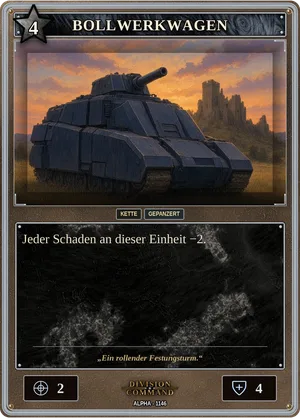 4
BOLLWERKWAGEN
KETTE GEPANZERT
Jeder Schaden an dieser Einheit −2.
„Ein rollender Festungsturm.“
2
DIVISION
COMMAND
ALPHA 1146
4